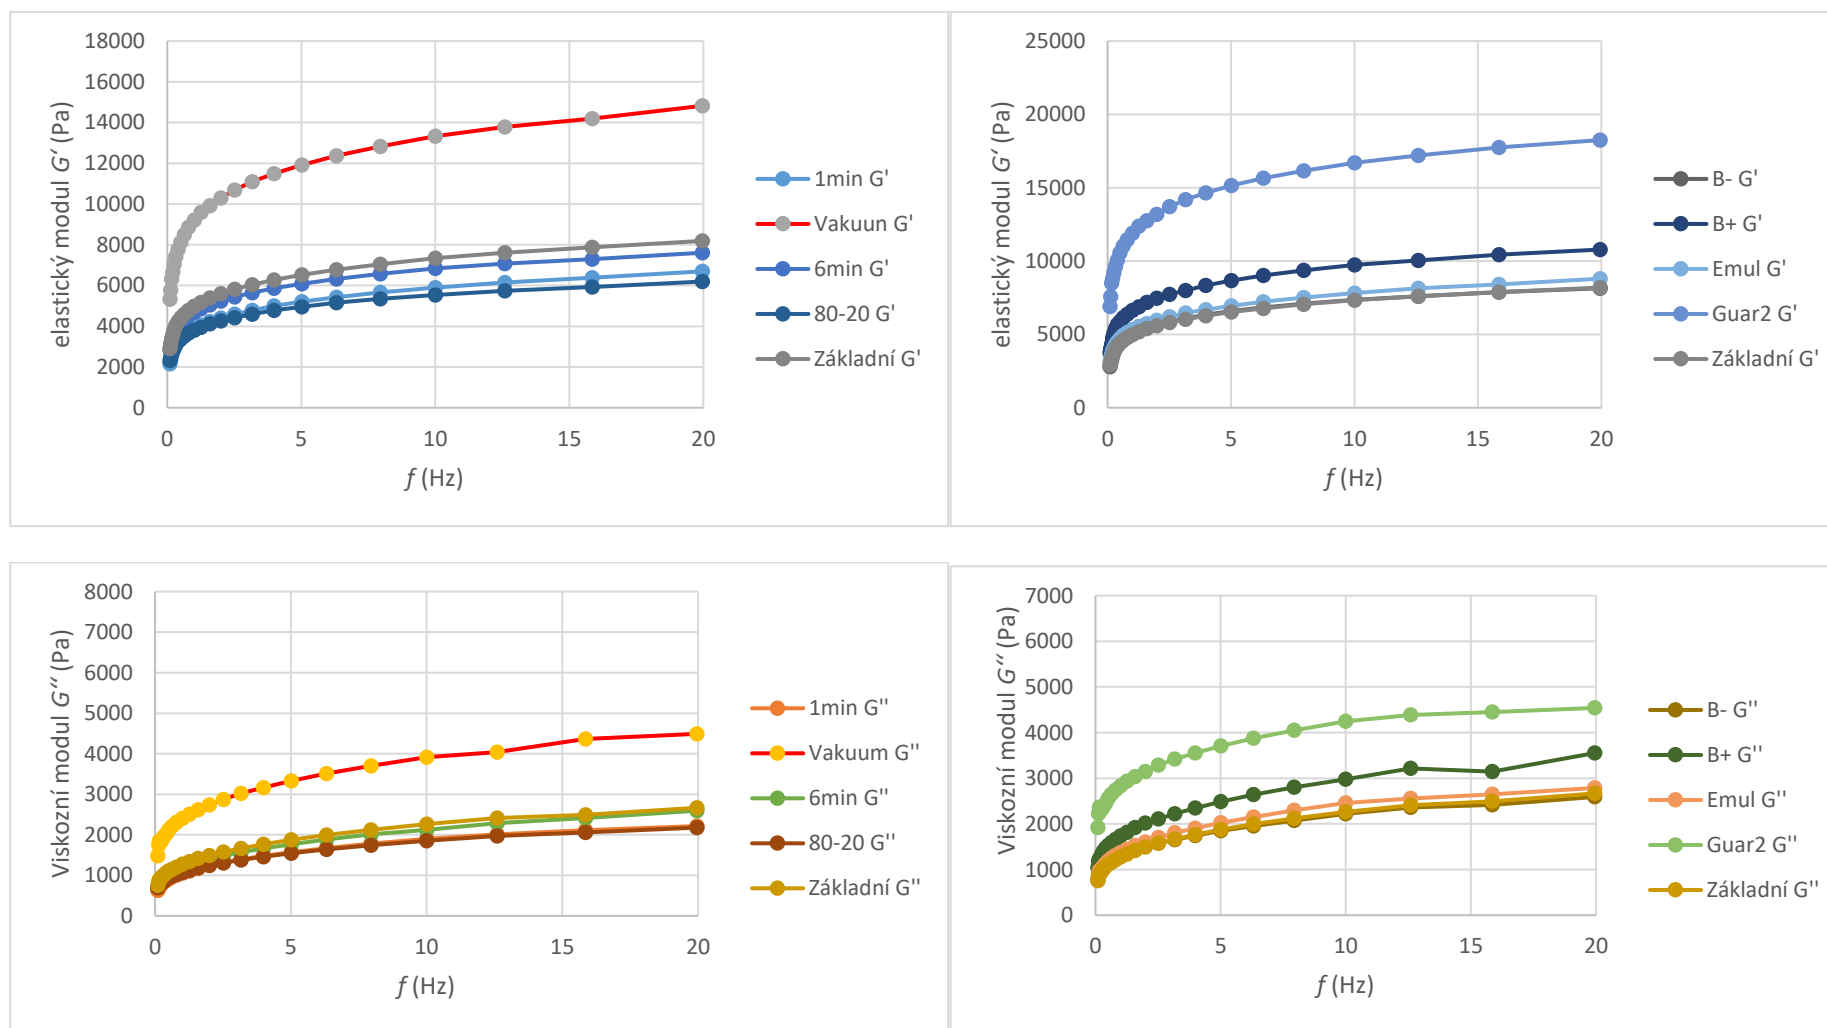 18000
16000
14000
12000
10000
8000
6000
4000
2000
0
elastický modul G′ (Pa)
0 5 10 15 20
f (Hz)
1min G'
Vakuun G'
6min G'
80-20 G'
Základní G'
25000
20000
15000
10000
5000
0
elastický modul G′ (Pa)
0 5 10 15 20
f (Hz)
B- G'
B+ G'
Emul G'
Guar2 G'
Základní G'
8000
7000
6000
5000
4000
3000
2000
1000
0
Viskozní modul G′′ (Pa)
0 5 10 15 20
f (Hz)
1min G''
Vakuum G''
6min G''
80-20 G''
Základní G''
7000
6000
5000
4000
3000
2000
1000
0
Viskozní modul G′′ (Pa)
0 5 10 15 20
f (Hz)
B- G''
B+ G''
Emul G''
Guar2 G''
Základní G''